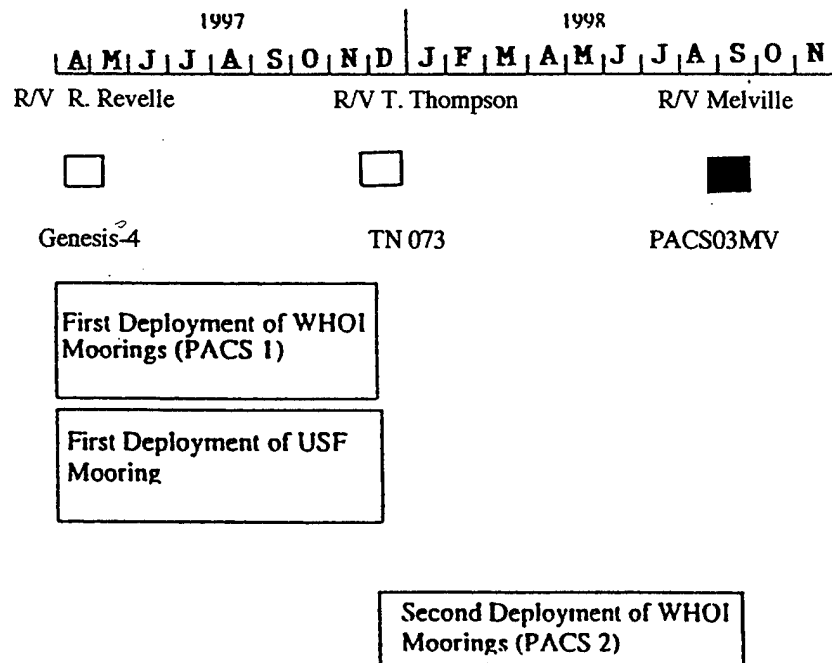 1997 1998
A M J J A S O N D J F M A M J J A S O N
R/V R. Revelle R/V T. Thompson R/V Melville
Genesis-4 TN 073 PACS03MV
First Deployment of WHOI
Moorings (PACS 1)
First Deployment of USF
Mooring
Second Deployment of WHOI
Moorings (PACS 2)